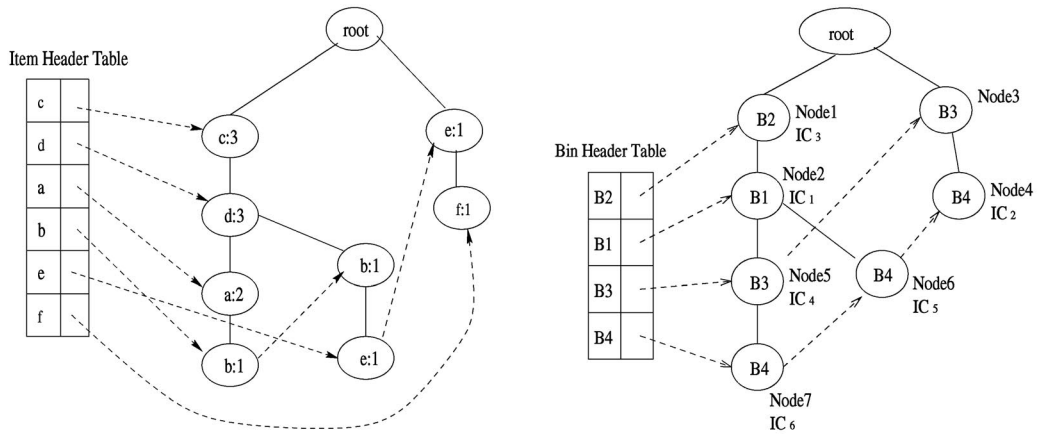 Item Header Table
c
d
a
b
e
f
root
c:3
e:1
d:3
f:1
b:1
a:2
b:1
e:1
Bin Header Table
B2
B1
B3
B4
root
B2
Node1
IC 3
B3
Node3
B1
Node2
IC 1
B4
Node4
IC 2
B3
Node5
IC 4
B4
Node6
IC 5
B4
Node7
IC 6